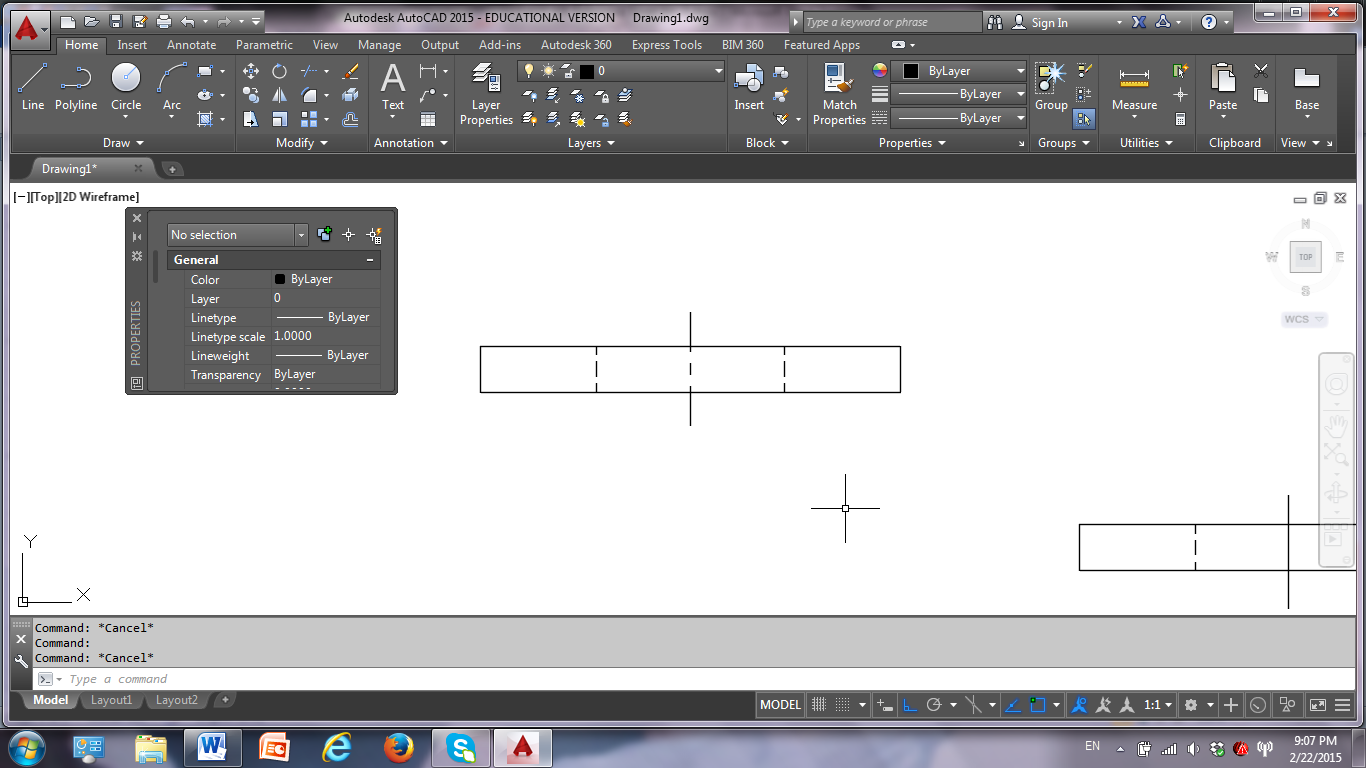 Autodesk AutoCAD 2015 - EDUCATIONAL VERSION Drawing1.dwg
Type a keyword or phrase
Sign In
Home Insert Annotate Parametric View Manage Output Add-ins Autodesk 360 Express Tools BIM 360 Featured Apps
Line Polyline Circle Arc
Draw
Modify
A
Text
Annotation
Layer
Properties
0
Layers
Insert
Block
Match
Properties
ByLayer
ByLayer
ByLayer
Properties
Group
Groups
Measure
Utilities
Paste
Clipboard
Base
View
Drawing1*
[−][Top][2D Wireframe]
No selection
General
Color ByLayer
Layer 0
Linetype ByLayer
Linetype scale 1.0000
Lineweight ByLayer
Transparency ByLayer
PROPERTIES
N
W TOP E
S
WCS
Y
X
Command: *Cancel*
Command:
Command: *Cancel*
Type a command
Model Layout1 Layout2
MODEL
1:1
EN
9:07 PM
2/22/2015